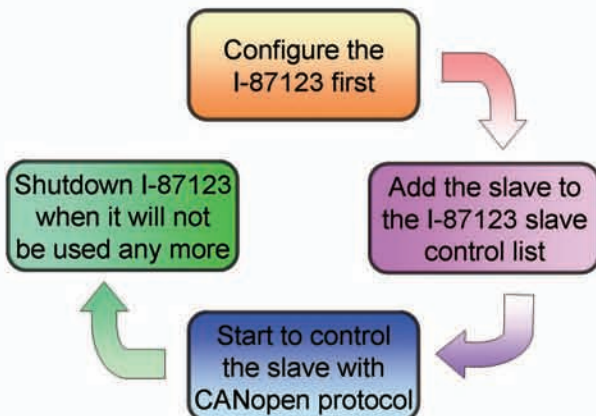 Configure the
I-87123 first
Add the slave to
the I-87123 slave
control list
Start to control
the slave with
CANopen protocol
Shutdown I-87123
when it will not
be used any more